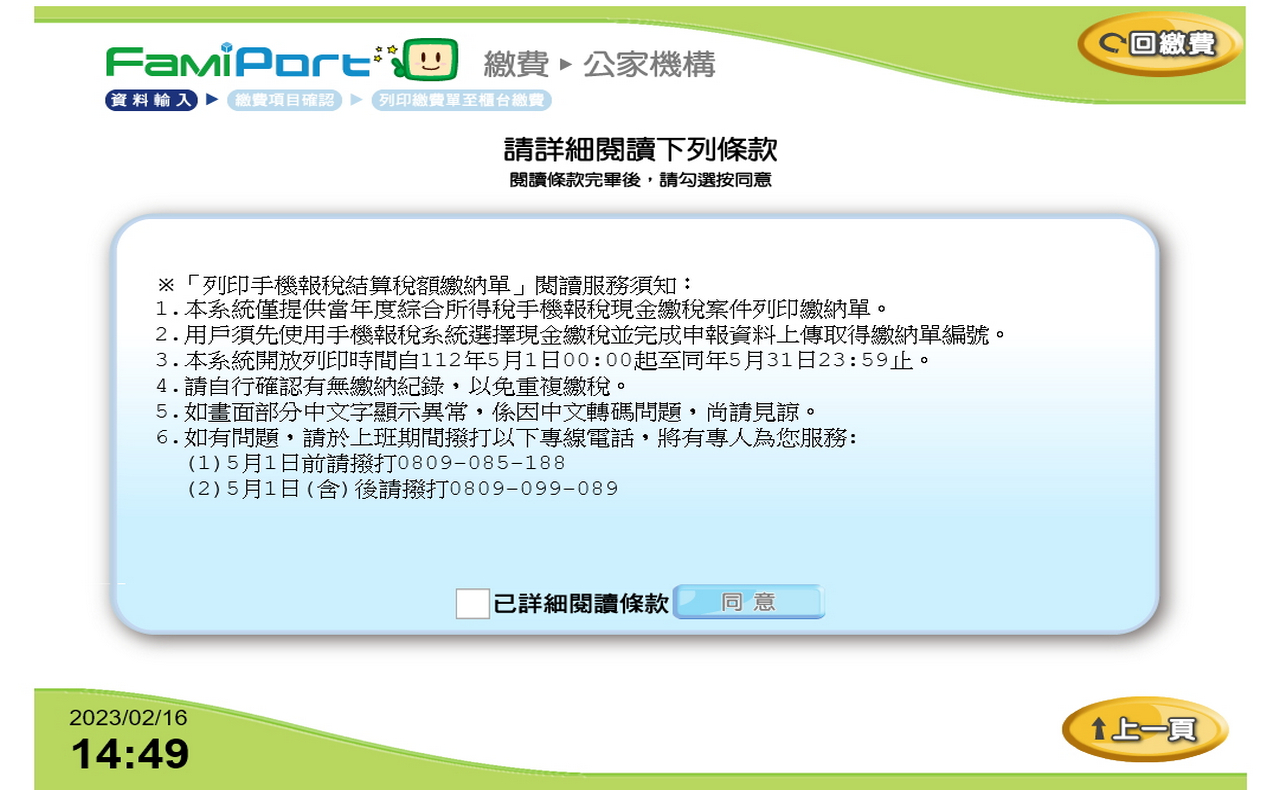 FamiPort 繳費 ▸ 公家機構
回繳費
資料輸入 ▶ 繳費項目確認 ▶ 列印繳費單至櫃台繳費
請詳細閱讀下列條款
閱讀條款完畢後，請勾選按同意
※「列印手機報稅結算稅額繳納單」閱讀服務須知：
1.本系統僅提供當年度綜合所得稅手機報稅現金繳稅案件列印繳納單。
2.用戶須先使用手機報稅系統選擇現金繳稅並完成申報資料上傳取得繳納單編號。
3.本系統開放列印時間自112年5月1日00:00起至同年5月31日23:59止。
4.請自行確認有無繳納紀錄，以免重複繳稅。
5.如畫面部分中文字顯示異常，係因中文轉碼問題，尚請見諒。
6.如有問題，請於上班期間撥打以下專線電話，將有專人為您服務:
(1)5月1日前請撥打0809-085-188
(2)5月1日(含)後請撥打0809-099-089
已詳細閱讀條款 同意
2023/02/16
14:49
上一頁